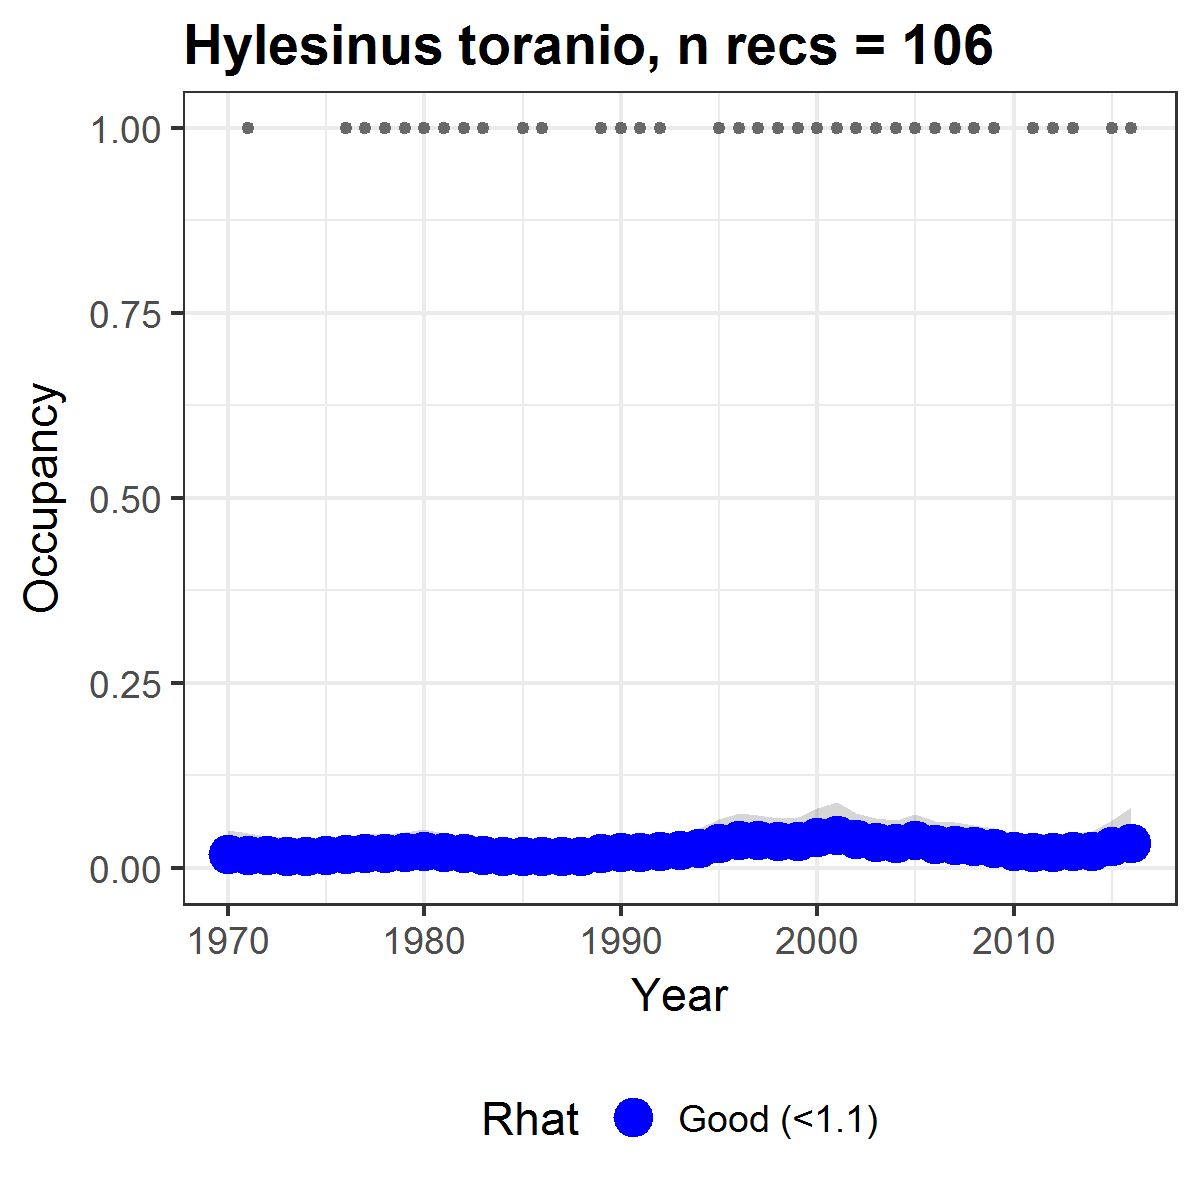 Hylesinus toranio, n recs = 106
1.00
0.75
0.50
0.25
0.00
Occupancy
1970 1980 1990 2000 2010
Year
Rhat Good (<1.1)